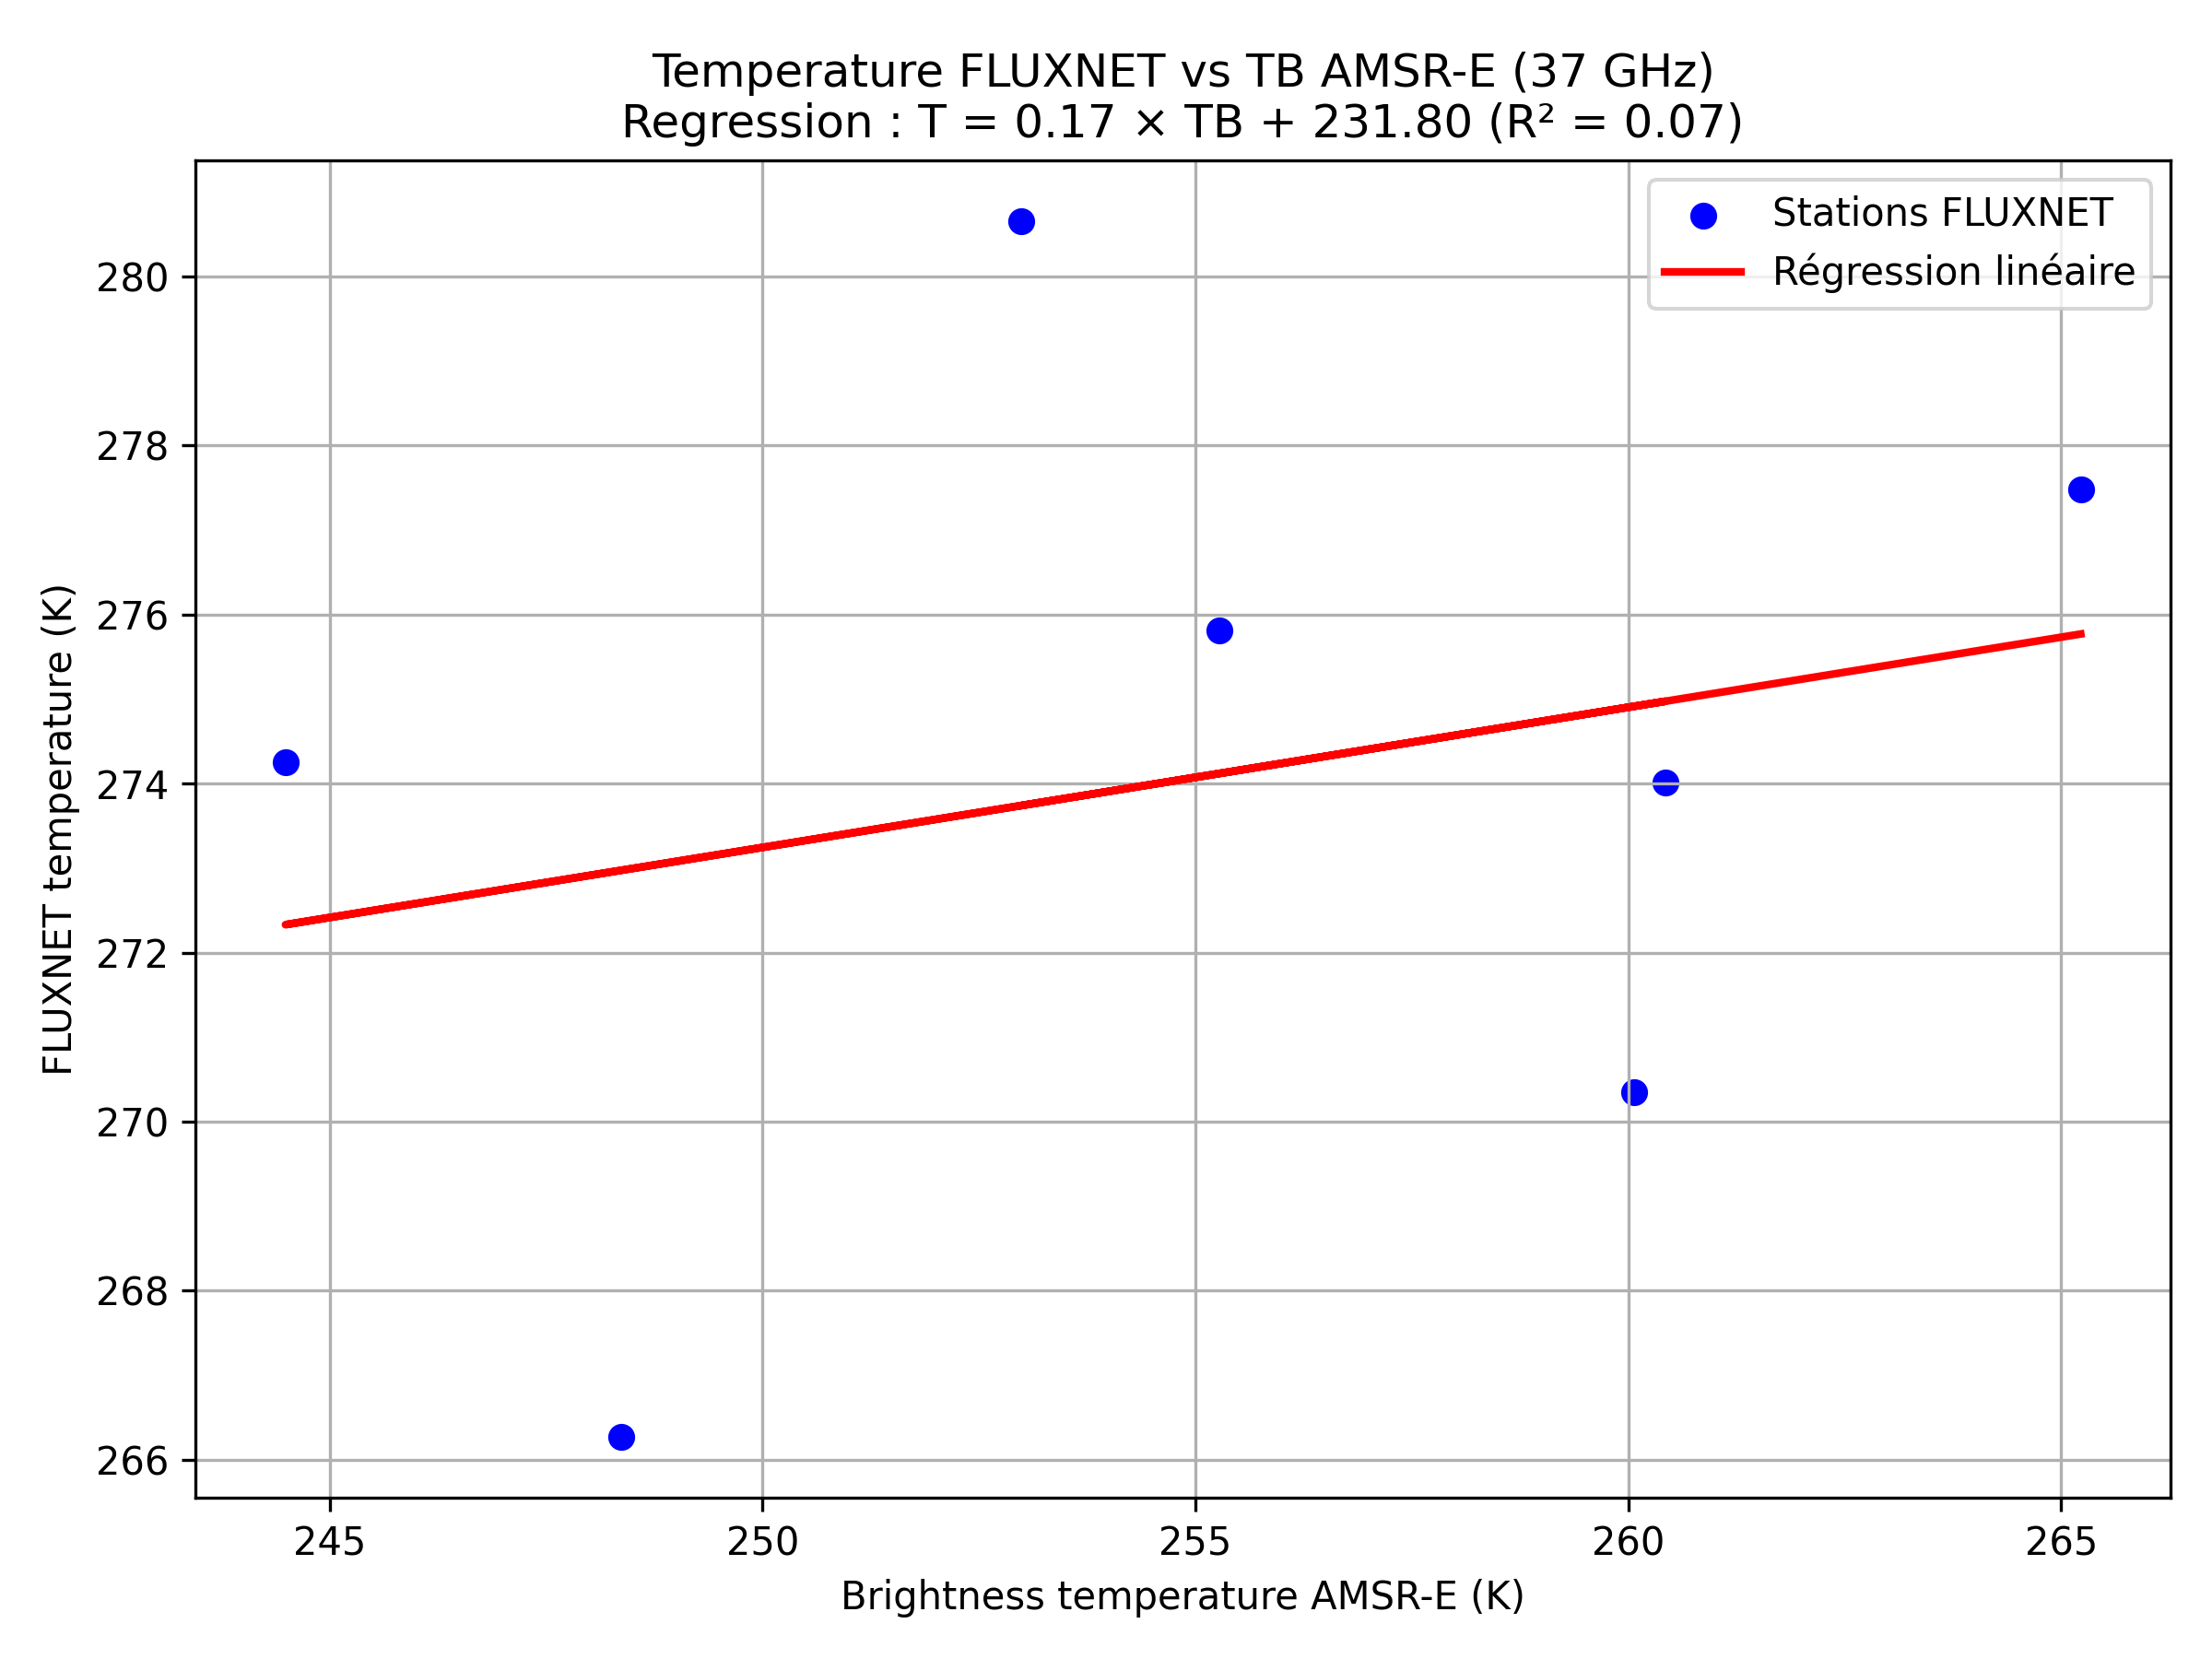 Temperature FLUXNET vs TB AMSR-E (37 GHz)
Regression : T = 0.17 × TB + 231.80 (R² = 0.07)
Stations FLUXNET
Régression linéaire
FLUXNET temperature (K)
280
278
276
274
272
270
268
266
245
250
255
260
265
Brightness temperature AMSR-E (K)